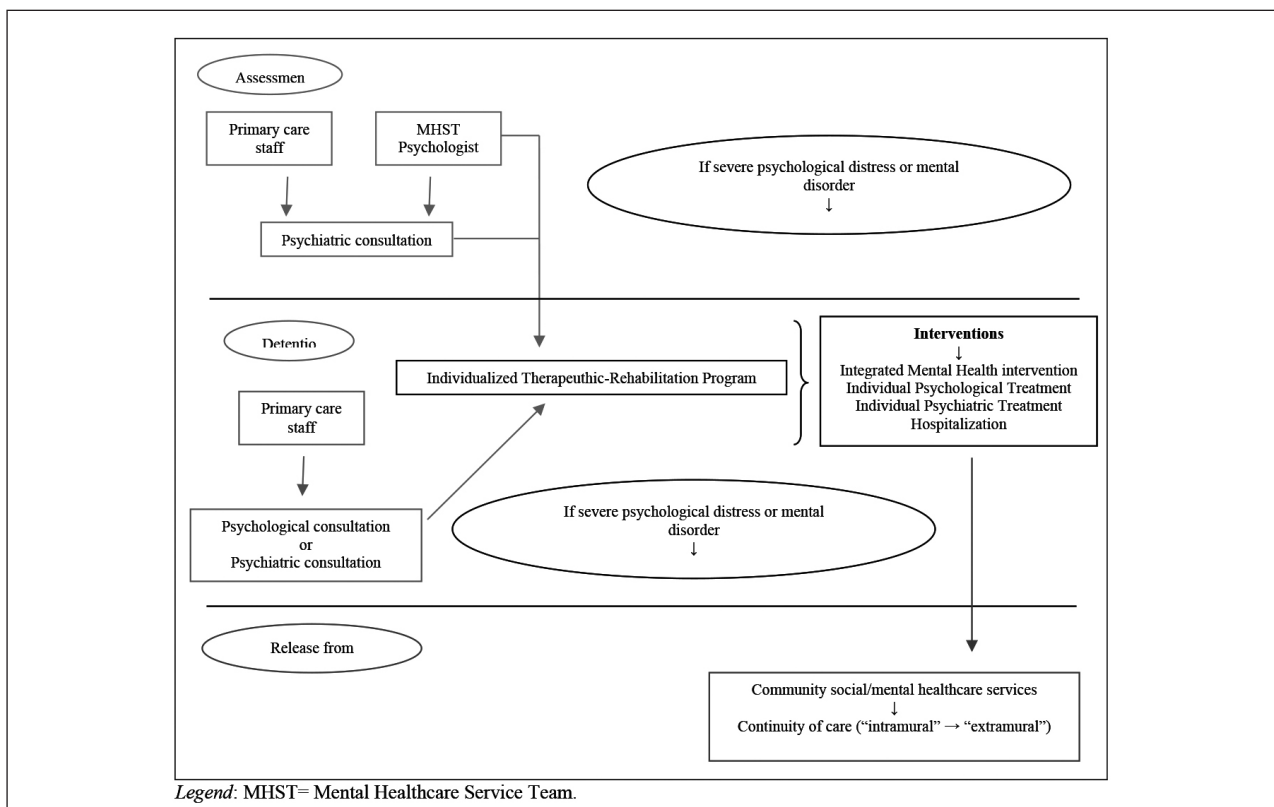 Assessmen
Primary care
staff
MHST
Psychologist
If severe psychological distress or mental
disorder
↓
Psychiatric consultation
Detentio
Individualized Therapeuthic-Rehabilitation Program
Interventions
↓
Integrated Mental Health intervention
Individual Psychological Treatment
Individual Psychiatric Treatment
Hospitalization
Primary care
staff
Psychological consultation
or
Psychiatric consultation
If severe psychological distress or mental
disorder
↓
Release from
Community social/mental healthcare services
↓
Continuity of care (“intramural” → “extramural”)
Legend: MHST= Mental Healthcare Service Team.